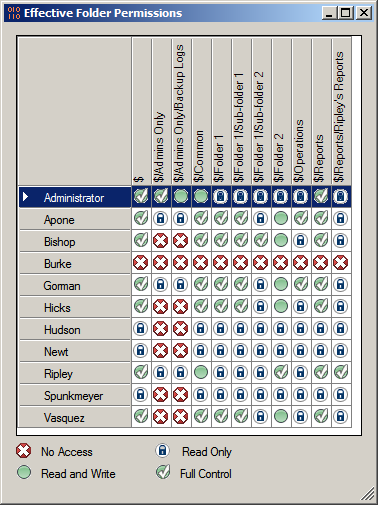 Effective Folder Permissions
$
$/Admins Only
$/Admins Only/Backup Logs
$/Common
$/Folder 1
$/Folder 1/Sub-folder 1
$/Folder 1/Sub-folder 2
$/Folder 2
$/Operations
$/Reports
$/Reports/Ripley's Reports
Administrator
Apone
Bishop
Burke
Gorman
Hicks
Hudson
Newt
Ripley
Spunkmeyer
Vasquez
No Access
Read Only
Read and Write
Full Control